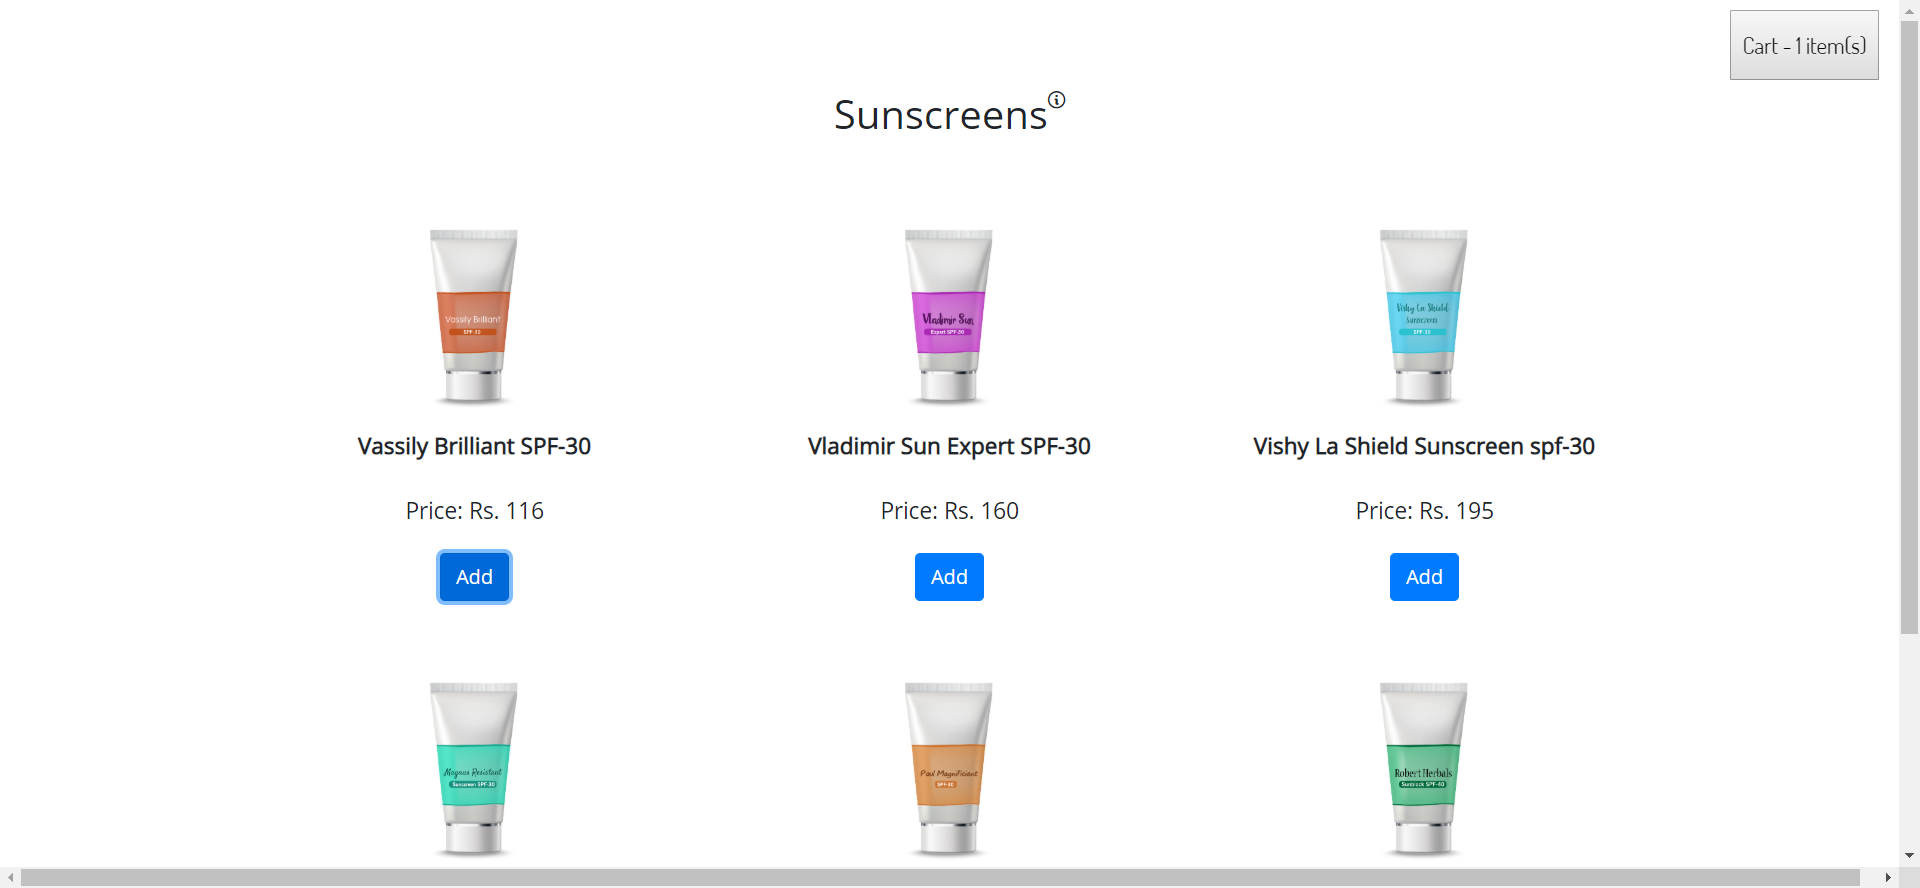 Cart - 1 item(s)
Sunscreens
Vassily Brilliant
SPF-30
Vladimir Sun
Expert SPF-30
Vishy La Shield
Sunscreen
SPF-30
Vassily Brilliant SPF-30
Vladimir Sun Expert SPF-30
Vishy La Shield Sunscreen spf-30
Price: Rs. 116
Price: Rs. 160
Price: Rs. 195
Add
Add
Add
Magnus Resistant
Sunscreen SPF-30
Paul Magnificient
SPF-30
Robert Herbals
Sunblock SPF-40